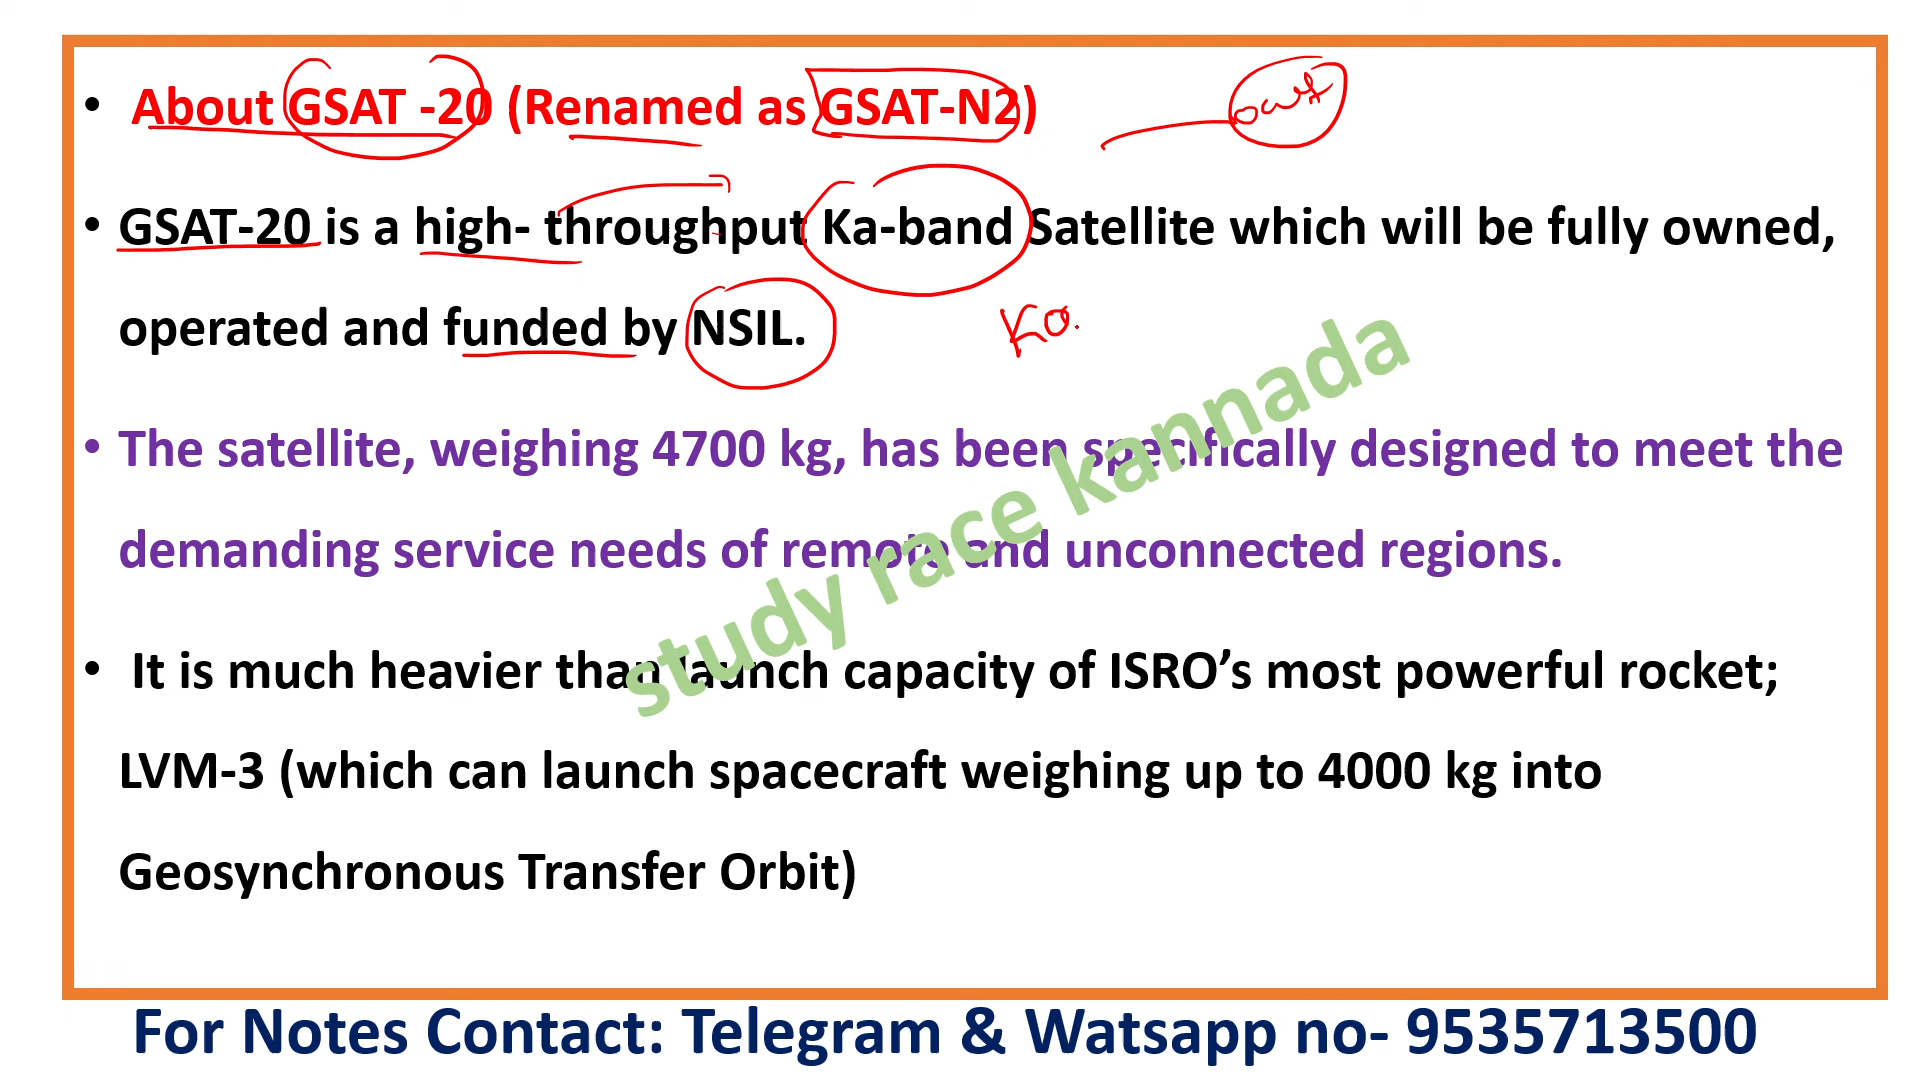 • About GSAT -20 (Renamed as GSAT-N2)
• GSAT-20 is a high- throughput Ka-band Satellite which will be fully owned,
operated and funded by NSIL.
• The satellite, weighing 4700 kg, has been specifically designed to meet the
demanding service needs of remote and unconnected regions.
• It is much heavier than launch capacity of ISRO’s most powerful rocket;
LVM-3 (which can launch spacecraft weighing up to 4000 kg into
Geosynchronous Transfer Orbit)
study race kannada
For Notes Contact: Telegram & Watsapp no- 9535713500